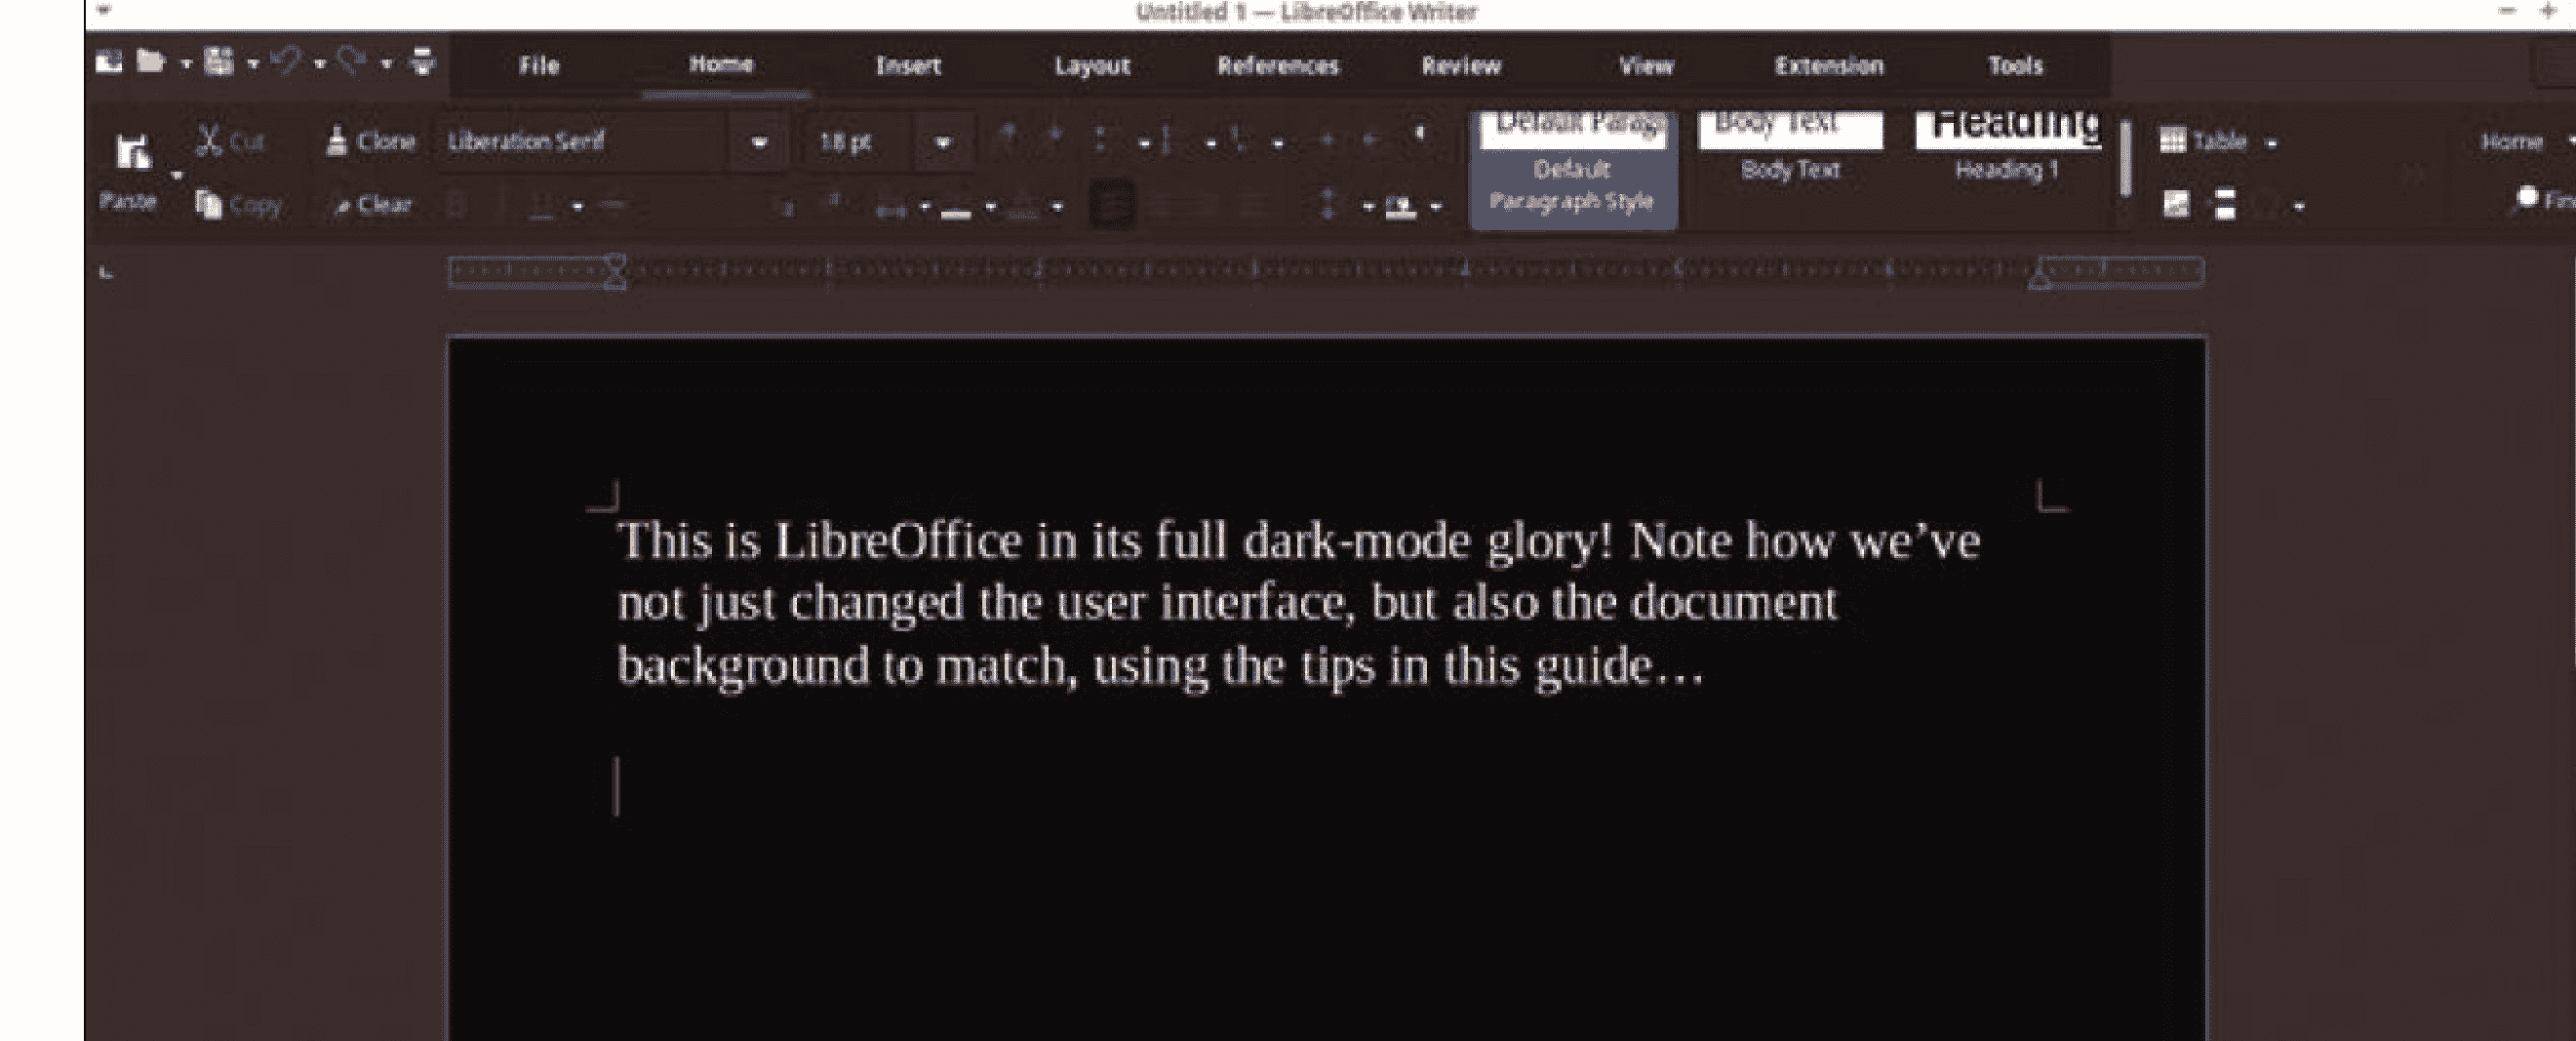 Untitled 1 — LibreOffice Writer
File Home Insert Layout References Review View Extension Tools
Cut Clone Liberation Serif 18 pt Default Parag Body Text Heading Table Home
Default Body Text Heading 1
Paste Copy Clear Paragraph Style
This is LibreOffice in its full dark-mode glory! Note how we’ve
not just changed the user interface, but also the document
background to match, using the tips in this guide…